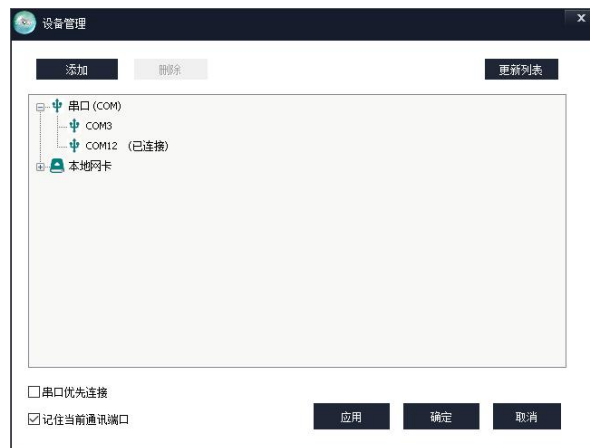 设备管理
x
添加 删除 更新列表
串口 (COM)
COM3
COM12 (已连接)
本地网卡
串口优先连接
记住当前通讯端口
应用 确定 取消